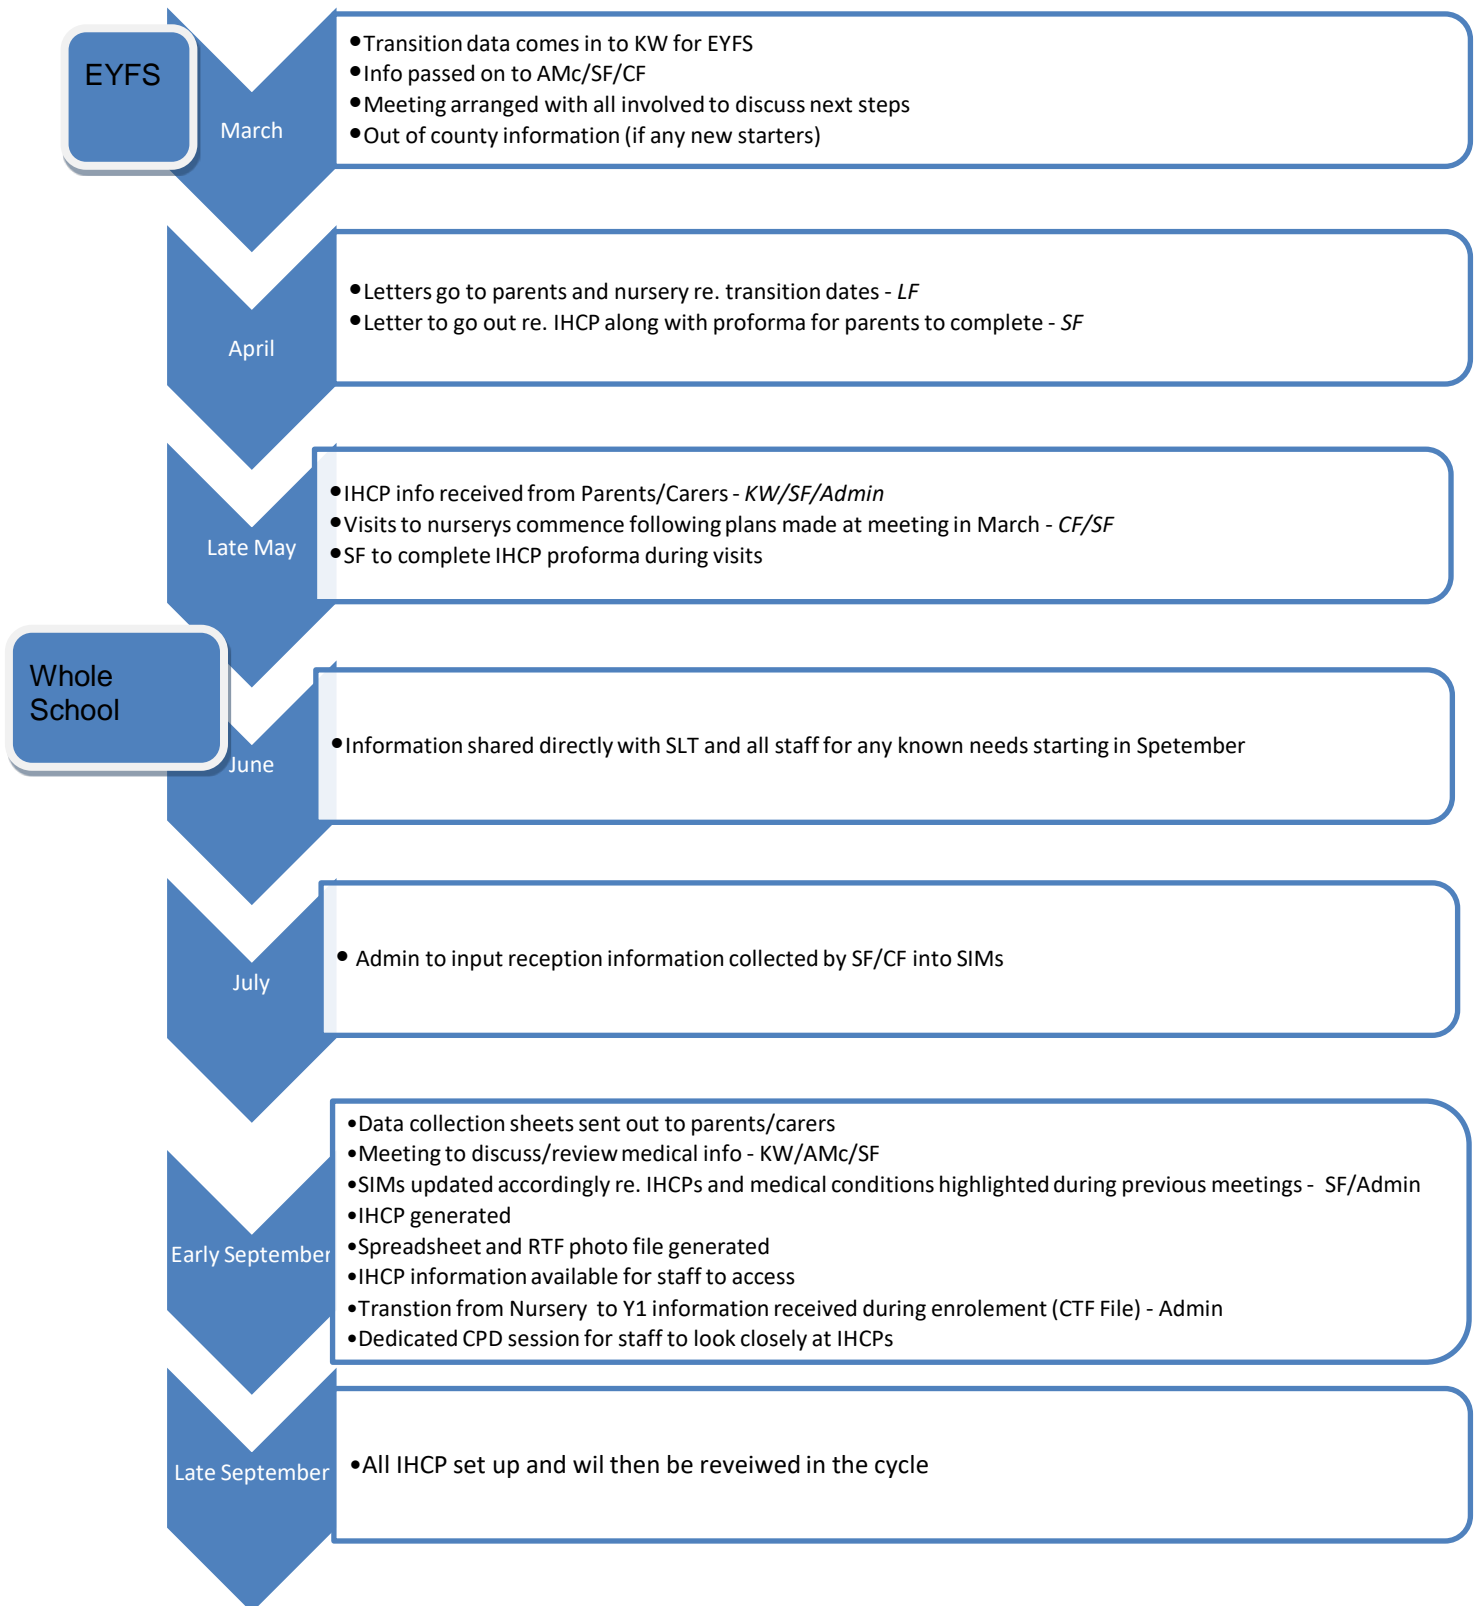 EYFS
March
•Transition data comes in to KW for EYFS
•Info passed on to AMc/SF/CF
•Meeting arranged with all involved to discuss next steps
•Out of county information (if any new starters)
April
•Letters go to parents and nursery re. transition dates - LF
•Letter to go out re. IHCP along with proforma for parents to complete - SF
Late May
•IHCP info received from Parents/Carers - KW/SF/Admin
•Visits to nurserys commence following plans made at meeting in March - CF/SF
•SF to complete IHCP proforma during visits
Whole
School
June
•Information shared directly with SLT and all staff for any known needs starting in Spetember
July
• Admin to input reception information collected by SF/CF into SIMs
Early September
•Data collection sheets sent out to parents/carers
•Meeting to discuss/review medical info - KW/AMc/SF
•SIMs updated accordingly re. IHCPs and medical conditions highlighted during previous meetings - SF/Admin
•IHCP generated
•Spreadsheet and RTF photo file generated
•IHCP information available for staff to access
•Transtion from Nursery to Y1 information received during enrolement (CTF File) - Admin
•Dedicated CPD session for staff to look closely at IHCPs
Late September
•All IHCP set up and wil then be reveiwed in the cycle